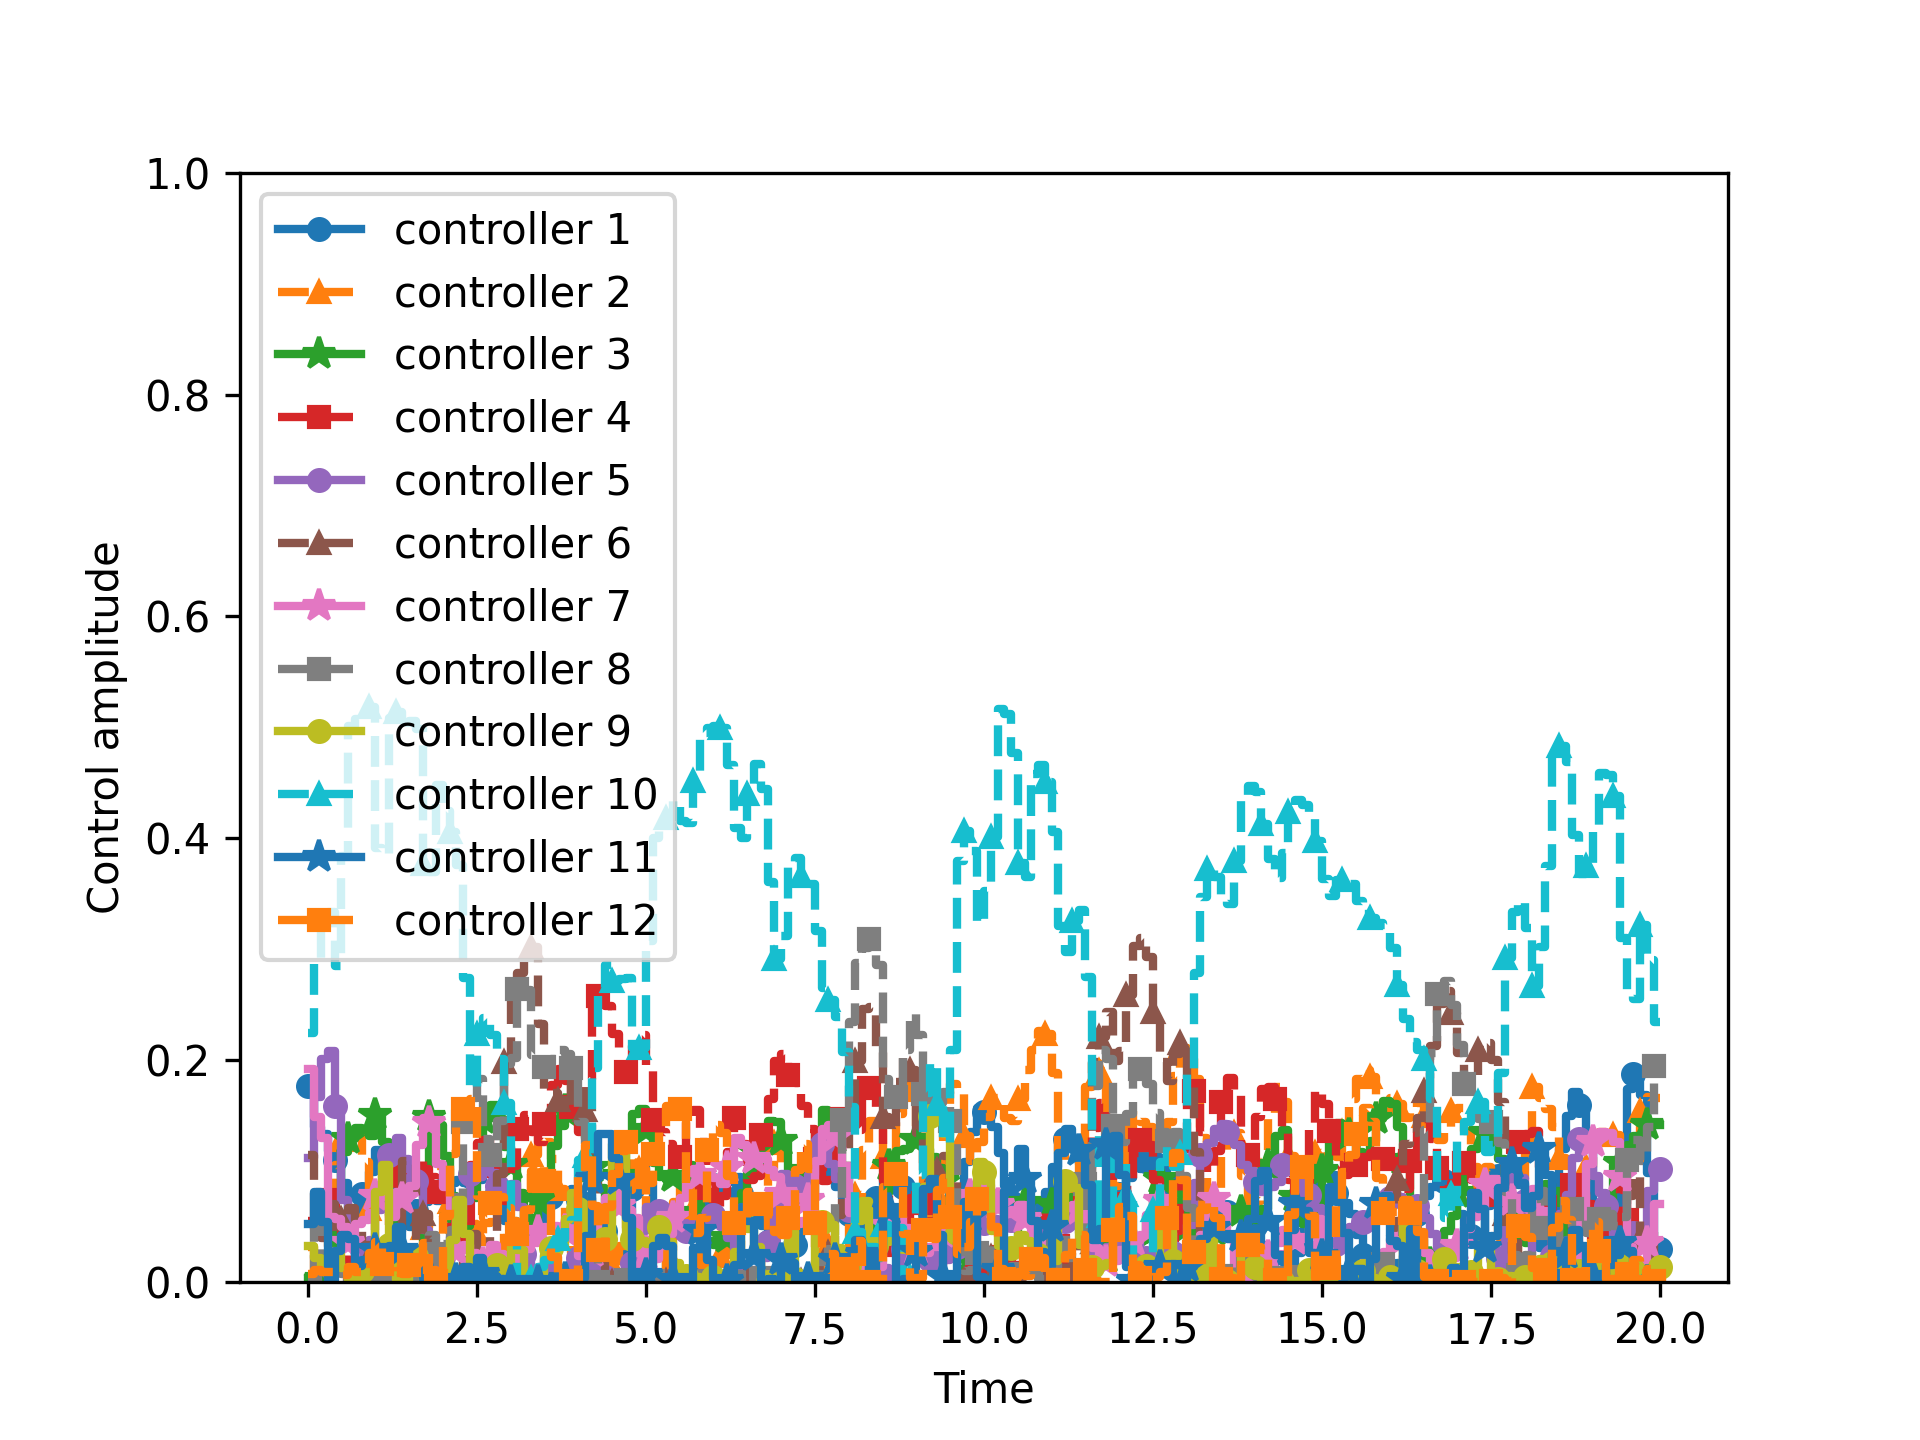 1.0
0.8
0.6
0.4
0.2
0.0
Control amplitude
controller 1
controller 2
controller 3
controller 4
controller 5
controller 6
controller 7
controller 8
controller 9
controller 10
controller 11
controller 12
0.0 2.5 5.0 7.5 10.0 12.5 15.0 17.5 20.0
Time